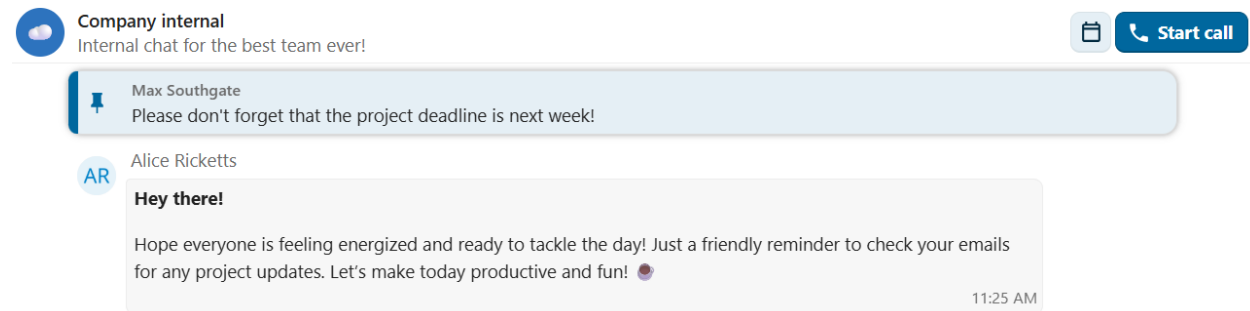 Company internal
Internal chat for the best team ever!
Start call
Max Southgate
Please don't forget that the project deadline is next week!
AR
Alice Ricketts
Hey there!
Hope everyone is feeling energized and ready to tackle the day! Just a friendly reminder to check your emails
for any project updates. Let's make today productive and fun! ☕
11:25 AM